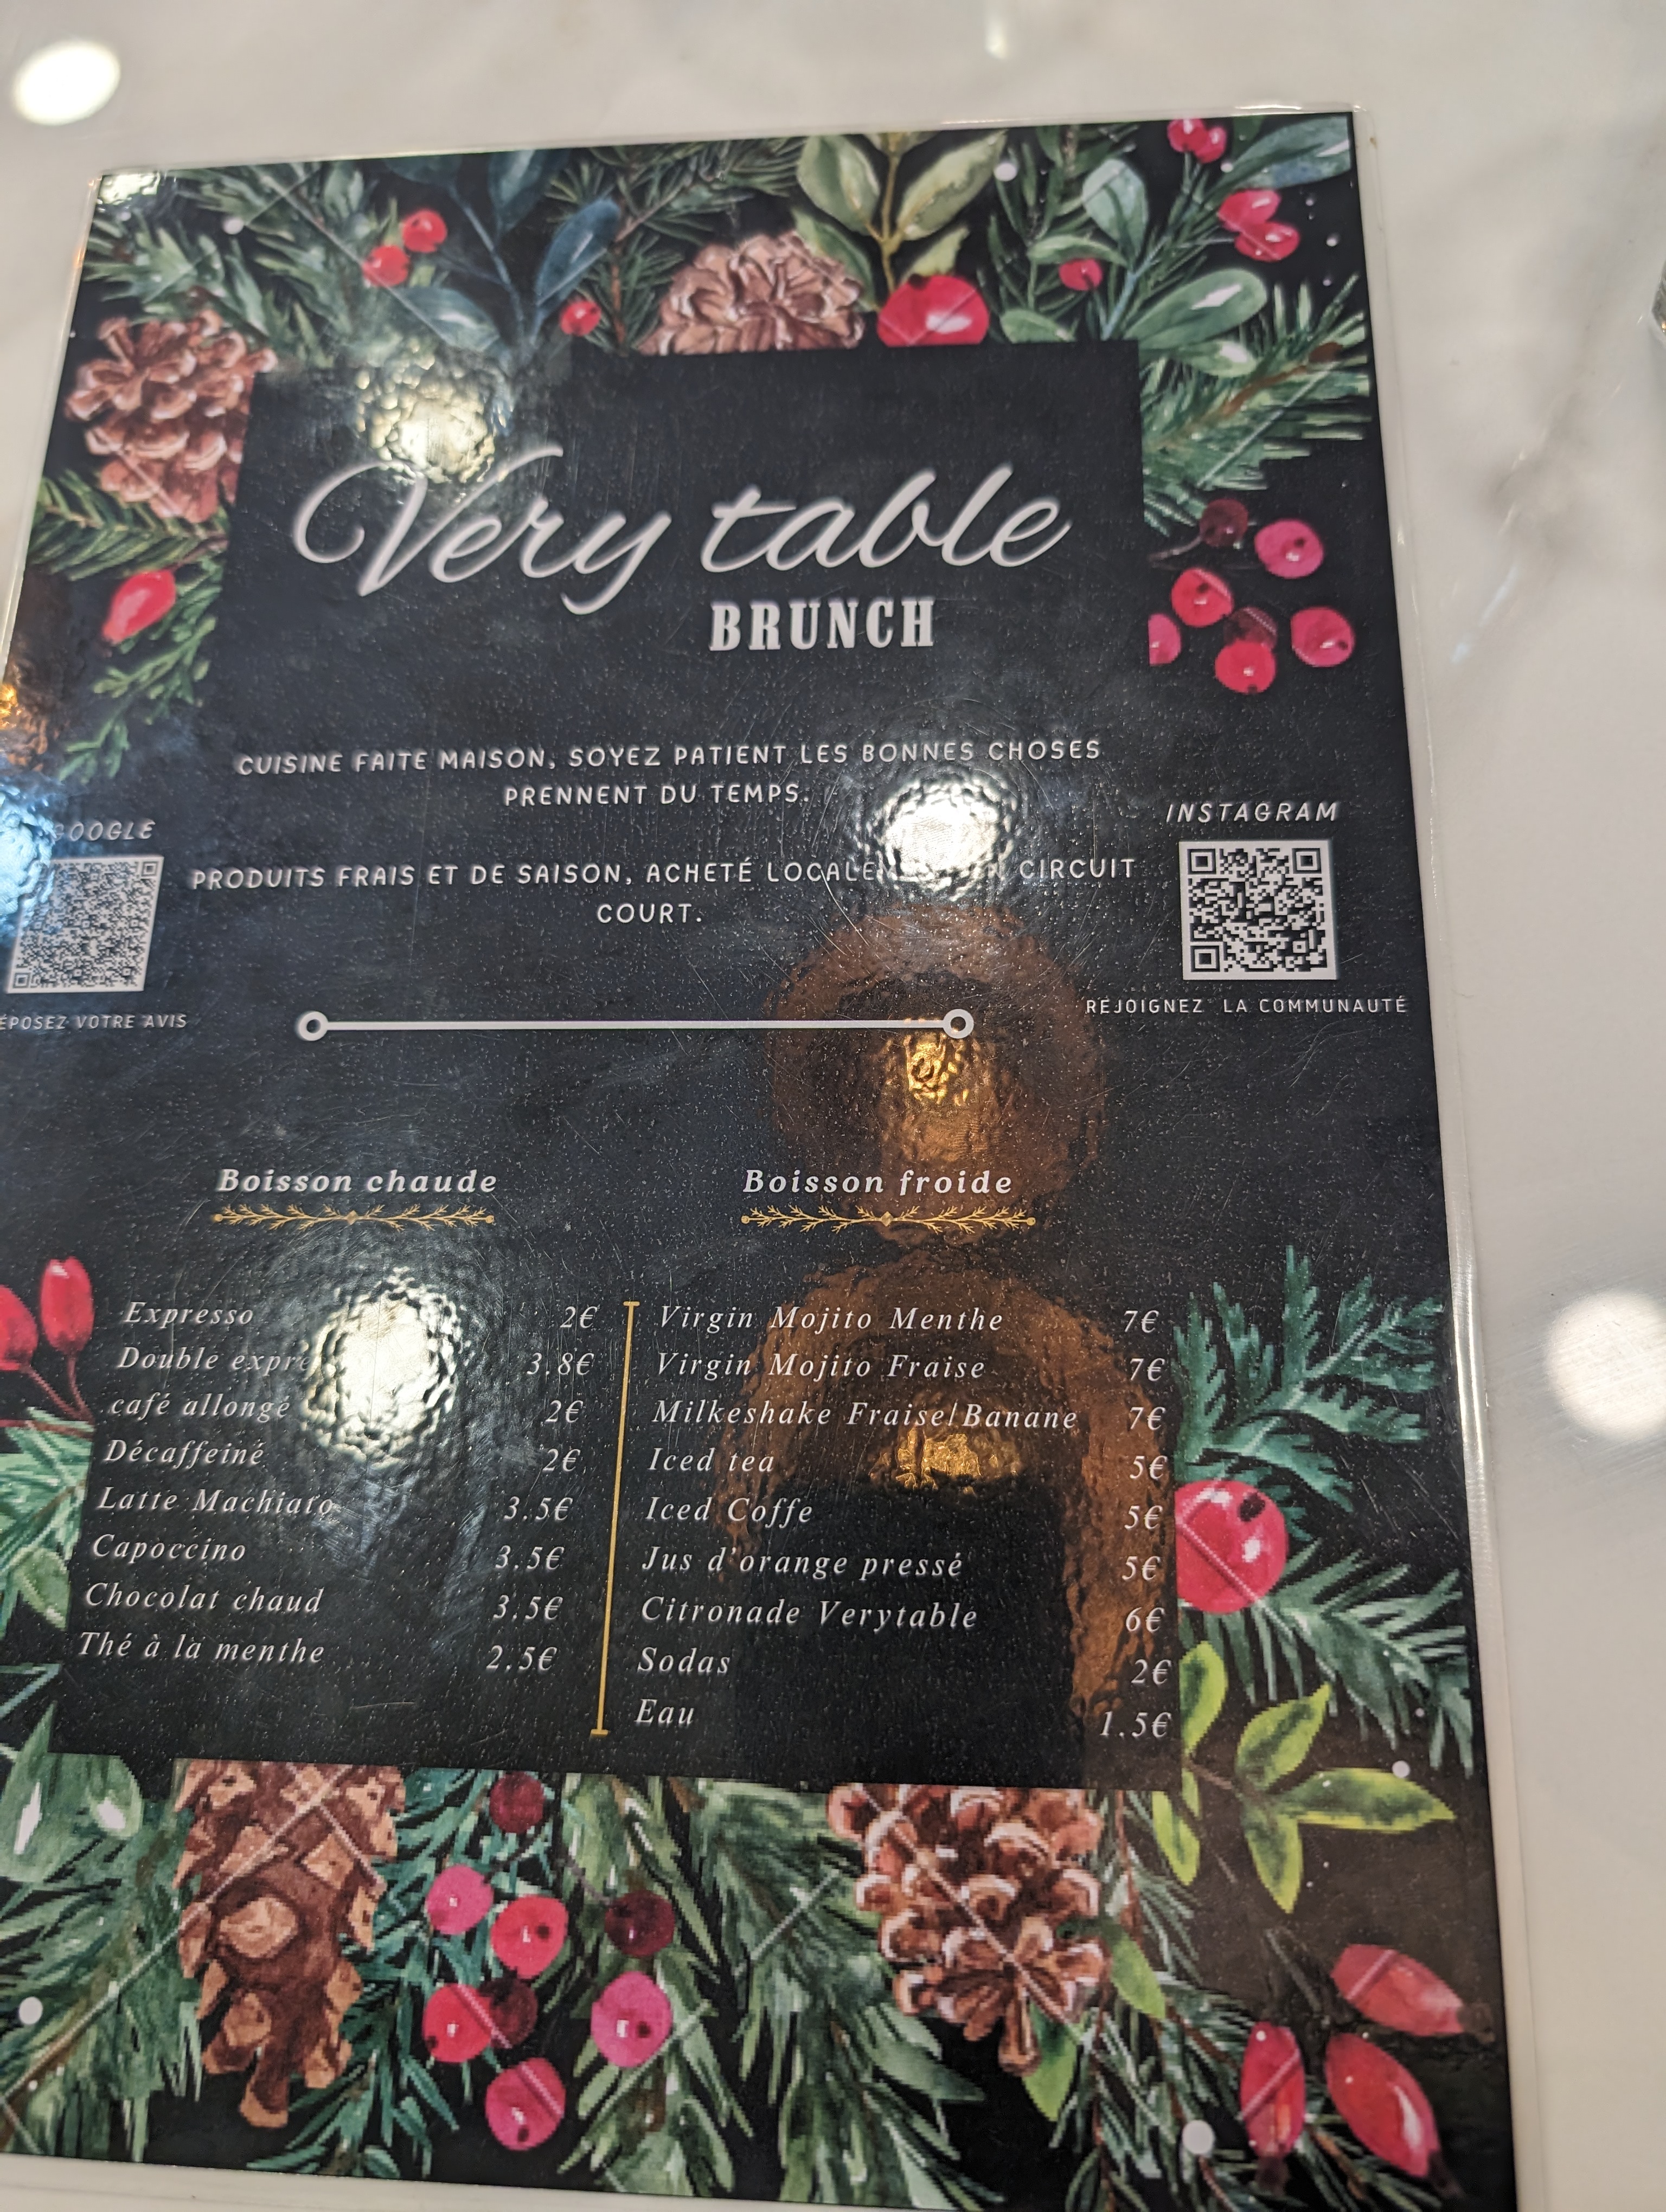 Very table
BRUNCH
CUISINE FAITE MAISON, SOYEZ PATIENT LES BONNES CHOSES
PRENNENT DU TEMPS.
GOOGLE
INSTAGRAM
PRODUITS FRAIS ET DE SAISON, ACHETÉ CIRCUIT
COURT.
VOTRE AVIS
REJOIGNEZ LA COMMUNAUTÉ
Boisson chaude
Expresso 2€
Double 3.8€
café allongé 2€
Décaffeiné 2€
Latte Machiato 3.5€
Capoccino 3.5€
Chocolat chaud 3.5€
Thé à la menthe 2.5€
Boisson froide
Virgin Mojito Menthe 7€
Virgin Mojito Fraise 7€
Milkeshake Fraise/Banane 7€
Iced tea 5€
Iced Coffe 5€
Jus d'orange pressé 5€
Citronade Verytable 6€
Sodas 2€
Eau 1.5€